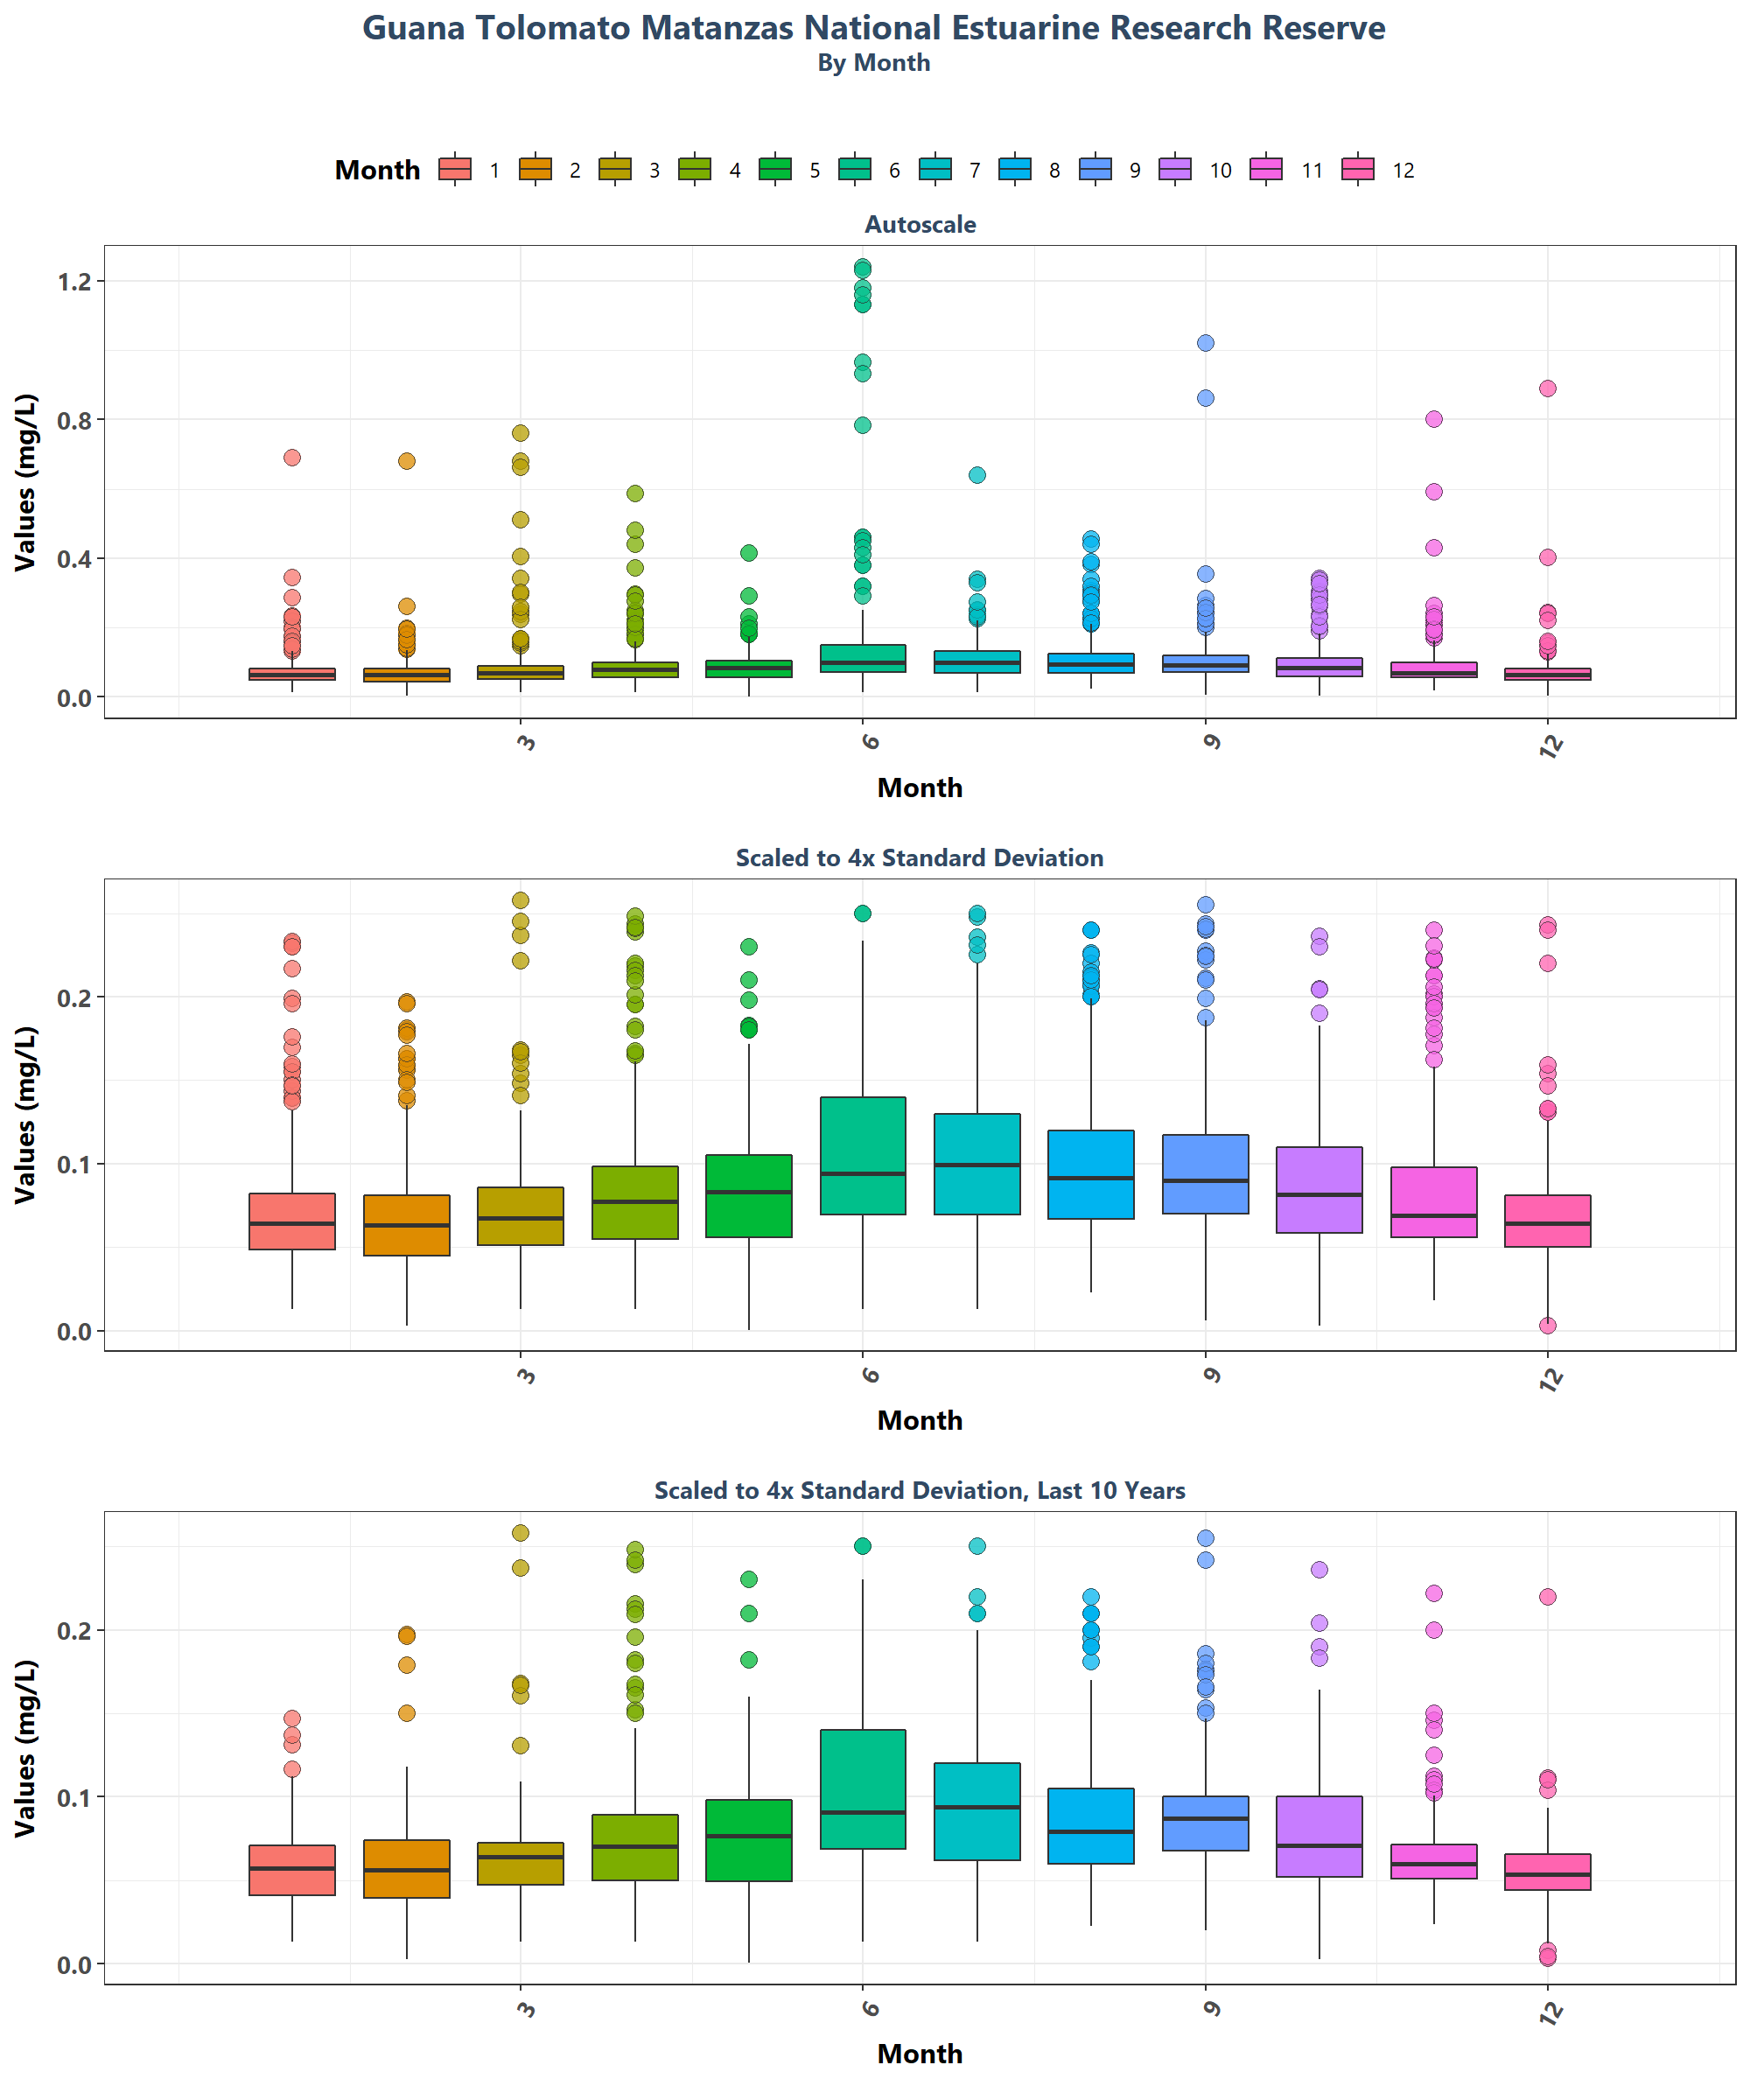 Guana Tolomato Matanzas National Estuarine Research Reserve
By Month
Month 1 2 3 4 5 6 7 8 9 10 11 12
Autoscale
Values (mg/L)
1.2
0.8
0.4
0.0
3 6 9 12
Month
Scaled to 4x Standard Deviation
Values (mg/L)
0.2
0.1
0.0
3 6 9 12
Month
Scaled to 4x Standard Deviation, Last 10 Years
Values (mg/L)
0.2
0.1
0.0
3 6 9 12
Month